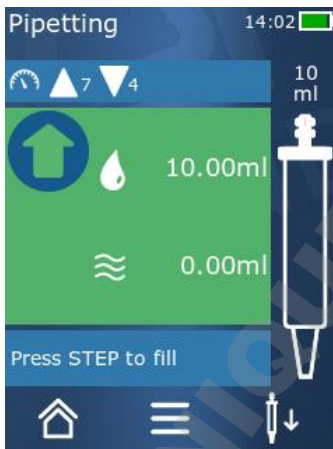 Pipetting 14:02
7 4
10
ml
10.00ml
0.00ml
Press STEP to fill